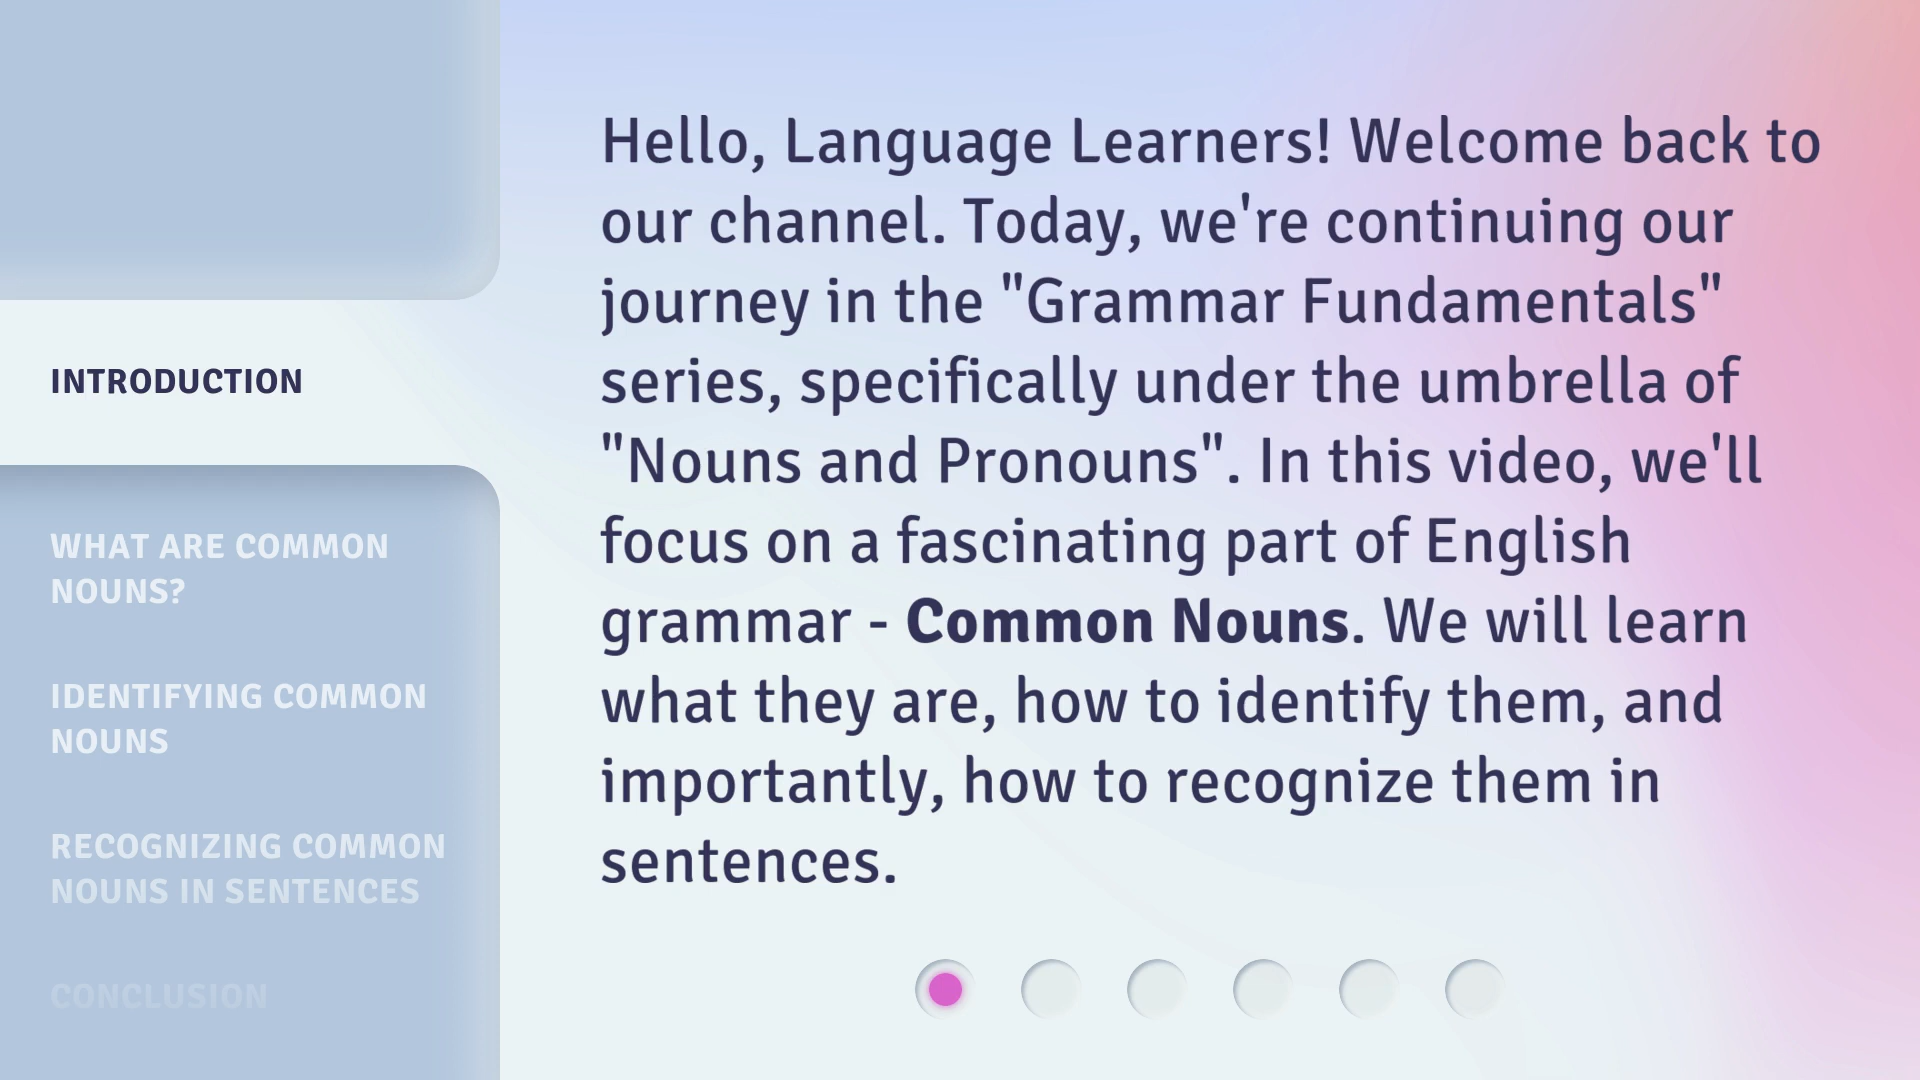 INTRODUCTION
WHAT ARE COMMON
NOUNS?
IDENTIFYING COMMON
NOUNS
RECOGNIZING COMMON
NOUNS IN SENTENCES
CONCLUSION
Hello, Language Learners! Welcome back to
our channel. Today, we're continuing our
journey in the "Grammar Fundamentals"
series, specifically under the umbrella of
"Nouns and Pronouns". In this video, we'll
focus on a fascinating part of English
grammar - Common Nouns. We will learn
what they are, how to identify them, and
importantly, how to recognize them in
sentences.